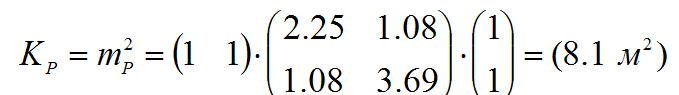 K_P = m_P^2 = (1 1) · (2.25 1.08
1.08 3.69) · (1
1) = (8.1 м^2)